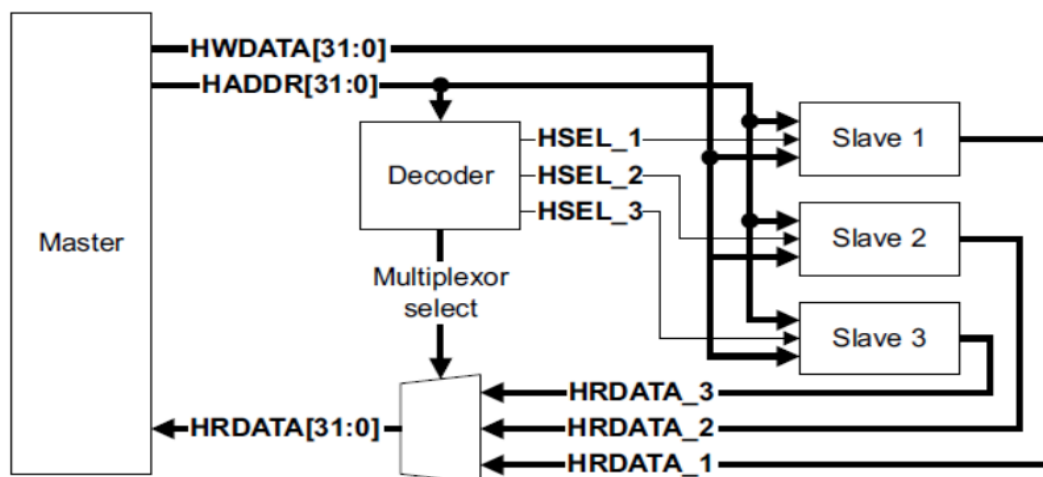 HWDATA[31:0]
HADDR[31:0]
HSEL_1
Slave 1
Decoder
HSEL_2
HSEL_3
Master
Slave 2
Multiplexor
select
Slave 3
HRDATA_3
HRDATA[31:0]
HRDATA_2
HRDATA_1